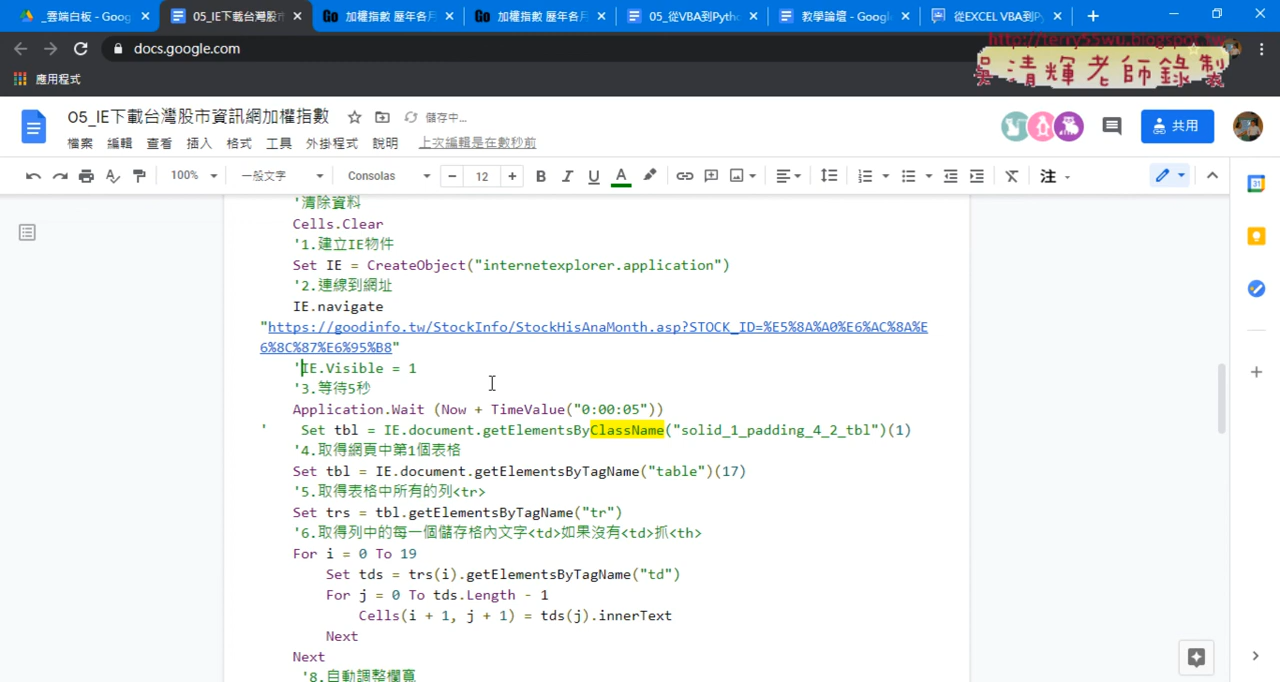 _雲端白板 - Goog
05_IE下載台灣股市
加權指數 歷年各月
加權指數 歷年各月
05_從VBA到Pytho
教學論壇 - Google
從EXCEL VBA到Py
docs.google.com
http://terry55wu.blogspot.tw
吳清輝老師錄製
應用程式
05_IE下載台灣股市資訊網加權指數
儲存中...
共用
檔案 編輯 查看 插入 格式 工具 外掛程式 說明 上次編輯是在數秒前
100% 一般文字 Consolas 12 B I U A 注
31
'清除資料
Cells.Clear
'1.建立IE物件
Set IE = CreateObject("internetexplorer.application")
'2.連線到網址
IE.navigate
"https://goodinfo.tw/StockInfo/StockHisAnaMonth.asp?STOCK_ID=%E5%8A%A0%E6%AC%8A%E
6%8C%87%E6%95%B8"
'IE.Visible = 1
'3.等待5秒
Application.Wait (Now + TimeValue("0:00:05"))
' Set tbl = IE.document.getElementsByClassName("solid_1_padding_4_2_tbl")(1)
'4.取得網頁中第1個表格
Set tbl = IE.document.getElementsByTagName("table")(17)
'5.取得表格中所有的列<tr>
Set trs = tbl.getElementsByTagName("tr")
'6.取得列中的每一個儲存格內文字<td>如果沒有<td>抓<th>
For i = 0 To 19
Set tds = trs(i).getElementsByTagName("td")
For j = 0 To tds.Length - 1
Cells(i + 1, j + 1) = tds(j).innerText
Next
Next
'8.自動調整欄寬